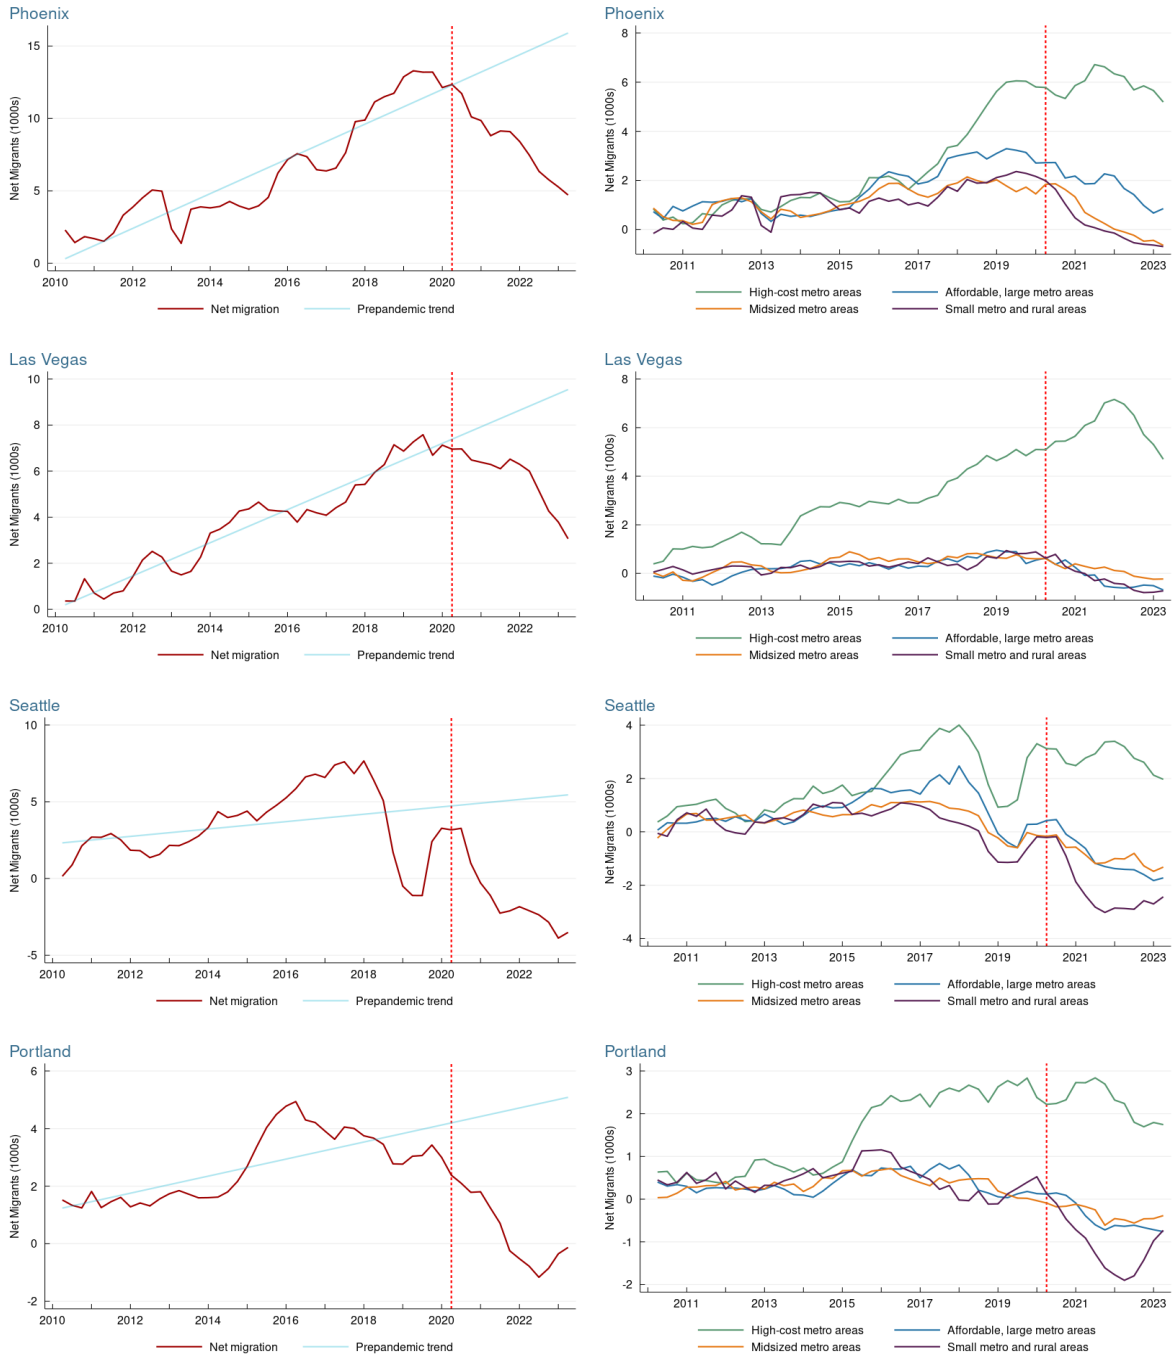 Phoenix
Net Migrants (1000s)
15
10
5
0
2010 2012 2014 2016 2018 2020 2022
Net migration Prepandemic trend
Phoenix
Net Migrants (1000s)
8
6
4
2
0
2011 2013 2015 2017 2019 2021 2023
High-cost metro areas Affordable, large metro areas
Midsized metro areas Small metro and rural areas
Las Vegas
Net Migrants (1000s)
10
8
6
4
2
0
2010 2012 2014 2016 2018 2020 2022
Net migration Prepandemic trend
Las Vegas
Net Migrants (1000s)
8
6
4
2
0
2011 2013 2015 2017 2019 2021 2023
High-cost metro areas Affordable, large metro areas
Midsized metro areas Small metro and rural areas
Seattle
Net Migrants (1000s)
10
5
0
-5
2010 2012 2014 2016 2018 2020 2022
Net migration Prepandemic trend
Seattle
Net Migrants (1000s)
4
2
0
-2
-4
2011 2013 2015 2017 2019 2021 2023
High-cost metro areas Affordable, large metro areas
Midsized metro areas Small metro and rural areas
Portland
Net Migrants (1000s)
6
4
2
0
-2
2010 2012 2014 2016 2018 2020 2022
Net migration Prepandemic trend
Portland
Net Migrants (1000s)
3
2
1
0
-1
-2
2011 2013 2015 2017 2019 2021 2023
High-cost metro areas Affordable, large metro areas
Midsized metro areas Small metro and rural areas